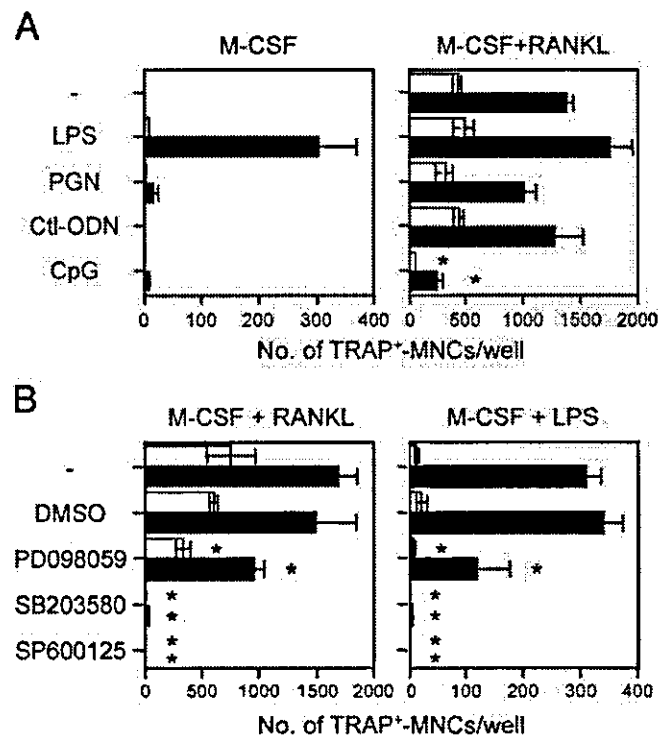 A
M-CSF M-CSF+RANKL
-
LPS
PGN
Ctl-ODN
CpG
*
*
0 100 200 300 400 0 500 1000 1500 2000
No. of TRAP⁺-MNCs/well
B
M-CSF + RANKL M-CSF + LPS
-
DMSO
PD098059 * *
* *
SB203580 * *
* *
SP600125 * *
* *
0 500 1000 1500 2000 0 100 200 300 400
No. of TRAP⁺-MNCs/well